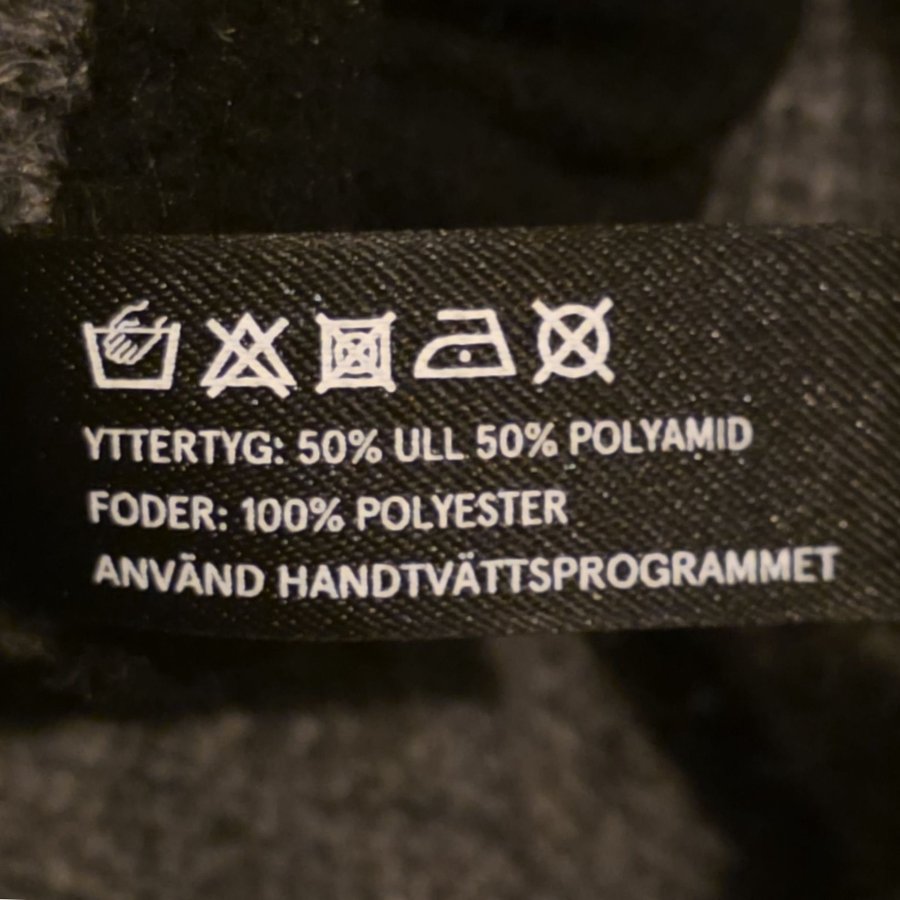 YTTERTYG: 50% ULL 50% POLYAMID
FODER: 100% POLYESTER
ANVÄND HANDTVÄTTSPROGRAMMET